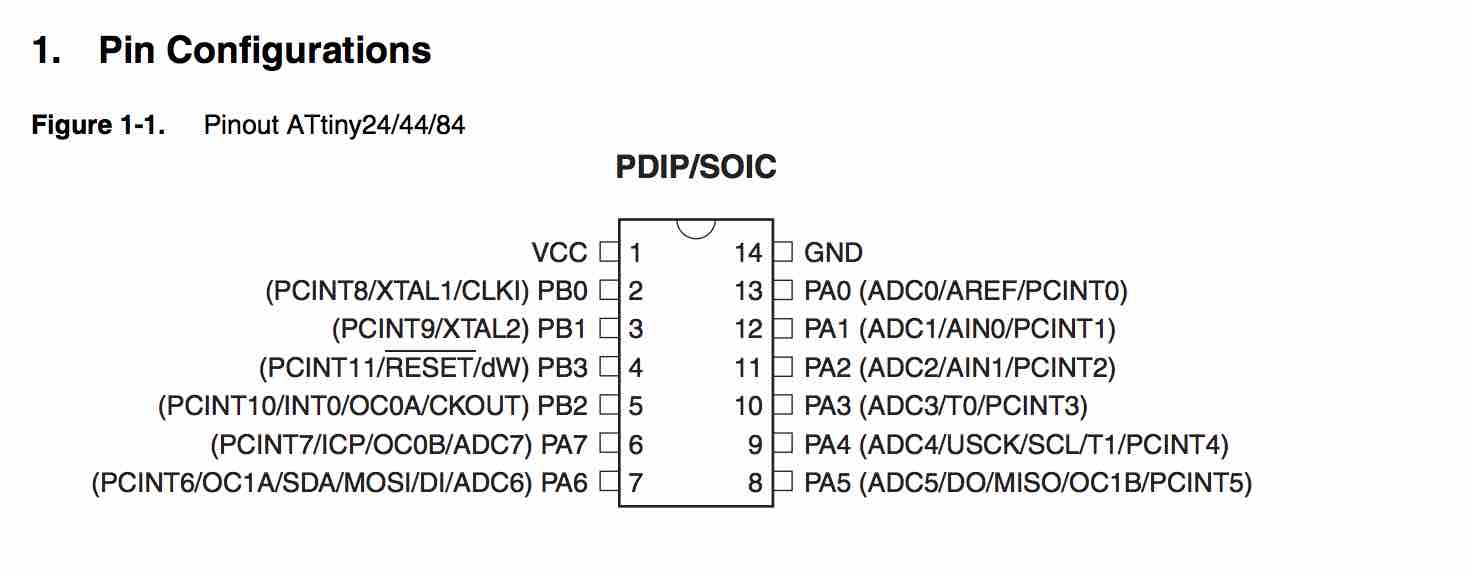 1. Pin Configurations
Figure 1-1. Pinout ATtiny24/44/84
PDIP/SOIC
VCC 1 14 GND
(PCINT8/XTAL1/CLKI) PB0 2 13 PA0 (ADC0/AREF/PCINT0)
(PCINT9/XTAL2) PB1 3 12 PA1 (ADC1/AIN0/PCINT1)
(PCINT11/RESET/dW) PB3 4 11 PA2 (ADC2/AIN1/PCINT2)
(PCINT10/INT0/OC0A/CKOUT) PB2 5 10 PA3 (ADC3/T0/PCINT3)
(PCINT7/ICP/OC0B/ADC7) PA7 6 9 PA4 (ADC4/USCK/SCL/T1/PCINT4)
(PCINT6/OC1A/SDA/MOSI/DI/ADC6) PA6 7 8 PA5 (ADC5/DO/MISO/OC1B/PCINT5)